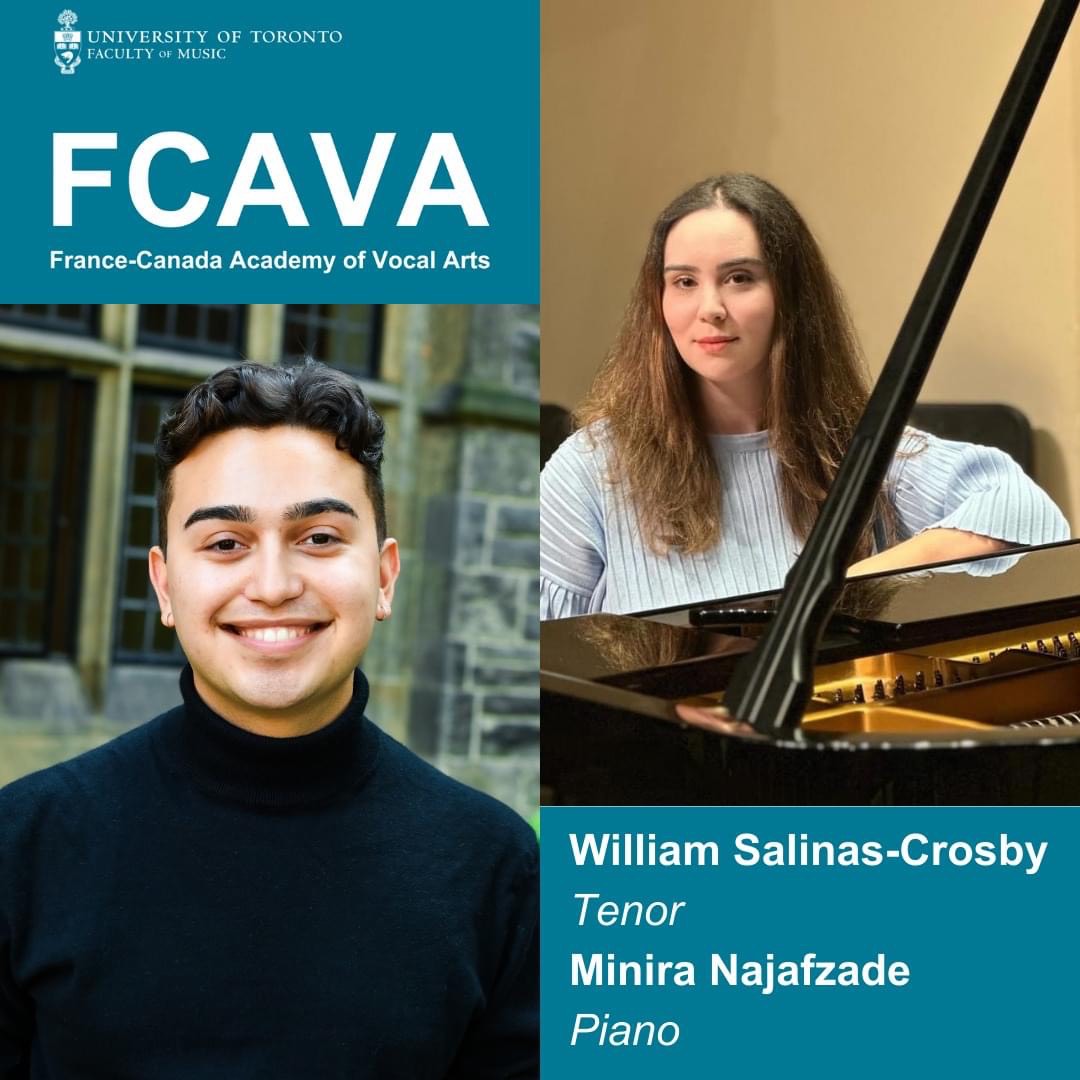 UNIVERSITY OF TORONTO
FACULTY OF MUSIC
FCAVA
France-Canada Academy of Vocal Arts
William Salinas-Crosby
Tenor
Minira Najafzade
Piano